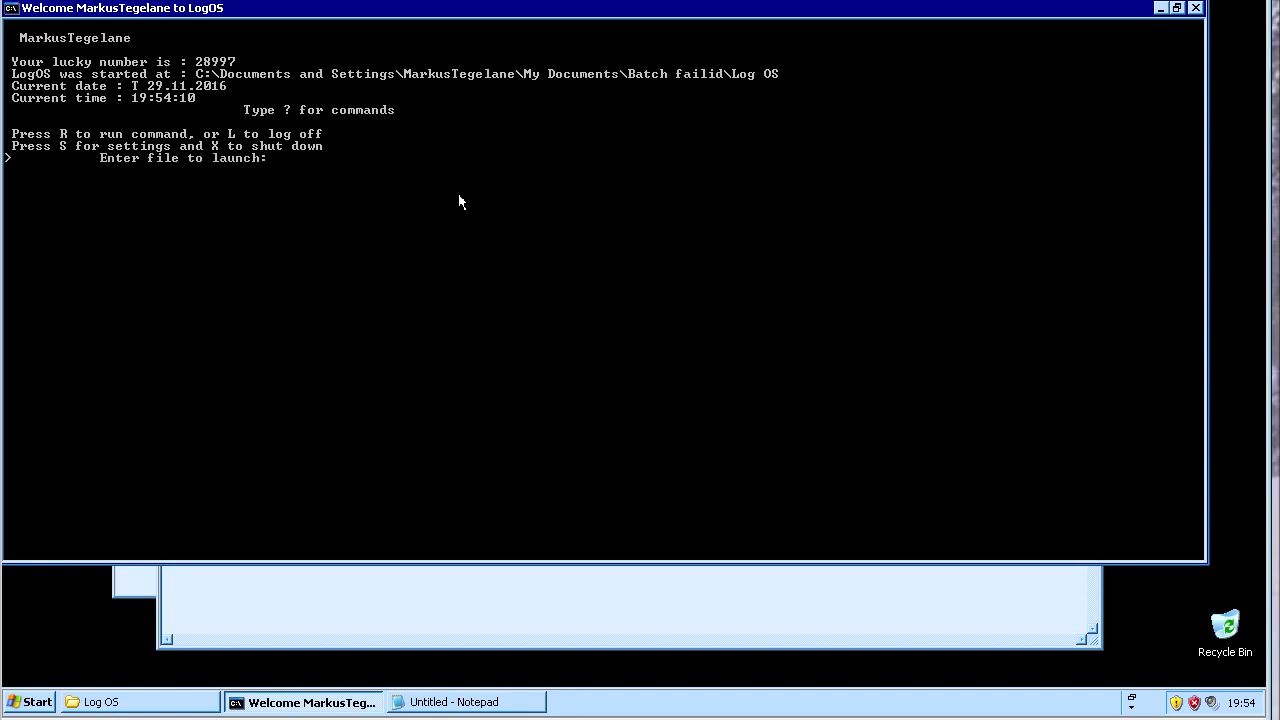 Welcome MarkusTegelane to LogOS
MarkusTegelane
Your lucky number is : 28997
LogOS was started at : C:\Documents and Settings\MarkusTegelane\My Documents\Batch failid\Log OS
Current date : T 29.11.2016
Current time : 19:54:10
Type ? for commands
Press R to run command, or L to log off
Press S for settings and X to shut down
> Enter file to launch:
Recycle Bin
Start Log OS Welcome MarkusTeg... Untitled - Notepad 19:54